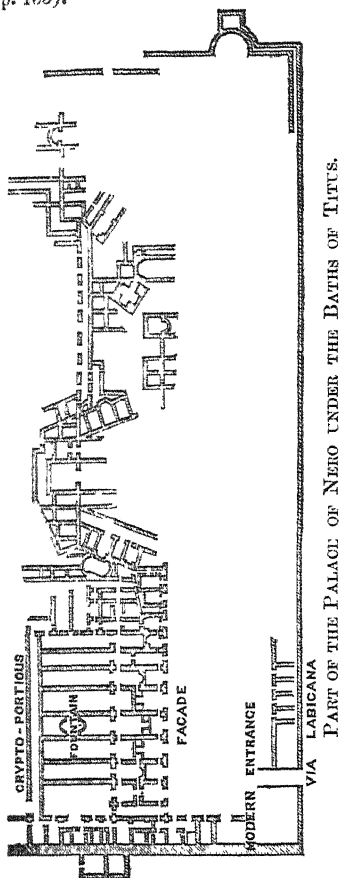 p.
CRYPTO-PORTICUS
FOUNTAIN
FACADE
MODERN ENTRANCE
VIA LABICANA
PART OF THE PALACE OF NERO UNDER THE BATHS OF TITUS.